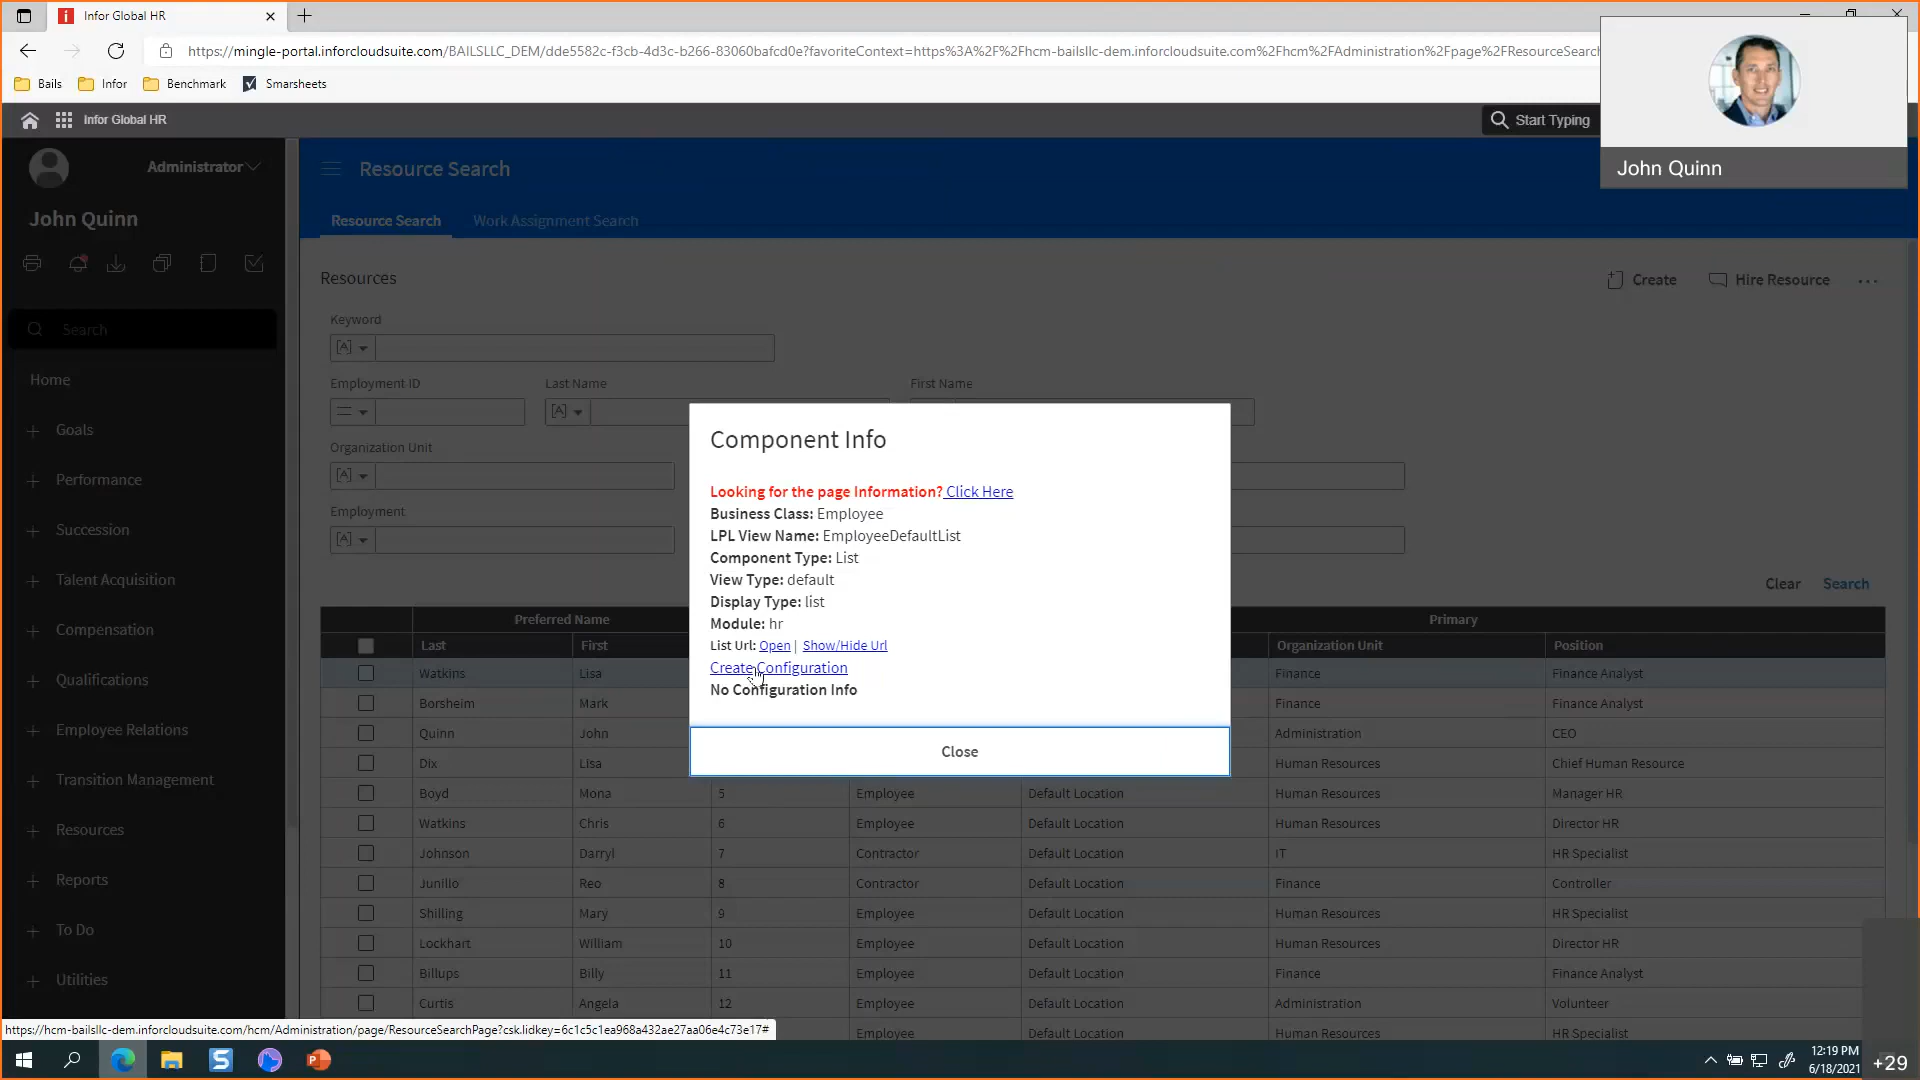 Infor Global HR
https://mingle-portal.inforcloudsuite.com/BAILSLLC_DEM/dde5582c-f3cb-4d3c-b266-83060bafcd0e?favoriteContext=https%3A%2F%2Fhcm-bailsllc-dem.inforcloudsuite.com%2Fhcm%2FAdministration%2Fpage%2FResourceSearch
Bails Infor Benchmark Smarsheets
Infor Global HR
Start Typing
John Quinn
Administrator
John Quinn
Search
Home
Goals
Performance
Succession
Talent Acquisition
Compensation
Qualifications
Employee Relations
Transition Management
Resources
Reports
To Do
Utilities
Resource Search
Resource Search Work Assignment Search
Resources
Create Hire Resource ...
Keyword
Employment ID Last Name First Name
Organization Unit
Employment
Clear Search
Component Info
Looking for the page Information? Click Here
Business Class: Employee
LPL View Name: EmployeeDefaultList
Component Type: List
View Type: default
Display Type: list
Module: hr
List Url: Open | Show/Hide Url
Create Configuration
No Configuration Info
Close
Preferred Name Primary
Last First Organization Unit Position
Watkins Lisa Finance Finance Analyst
Borsheim Mark Finance Finance Analyst
Quinn John Administration CEO
Dix Lisa Human Resources Chief Human Resource
Boyd Mona 5 Employee Default Location Human Resources Manager HR
Watkins Chris 6 Employee Default Location Human Resources Director HR
Johnson Darryl 7 Contractor Default Location IT HR Specialist
Junillo Reo 8 Contractor Default Location Finance Controller
Shilling Mary 9 Employee Default Location Human Resources HR Specialist
Lockhart William 10 Employee Default Location Human Resources Director HR
Billups Billy 11 Employee Default Location Finance Finance Analyst
Curtis Angela 12 Employee Default Location Administration Volunteer
Employee Default Location Human Resources HR Specialist
https://hcm-bailsllc-dem.inforcloudsuite.com/hcm/Administration/page/ResourceSearchPage?csk.lidkey=6c1c5c1ea968a432ae27aa06e4c73e17#
12:19 PM
6/18/2021
+29